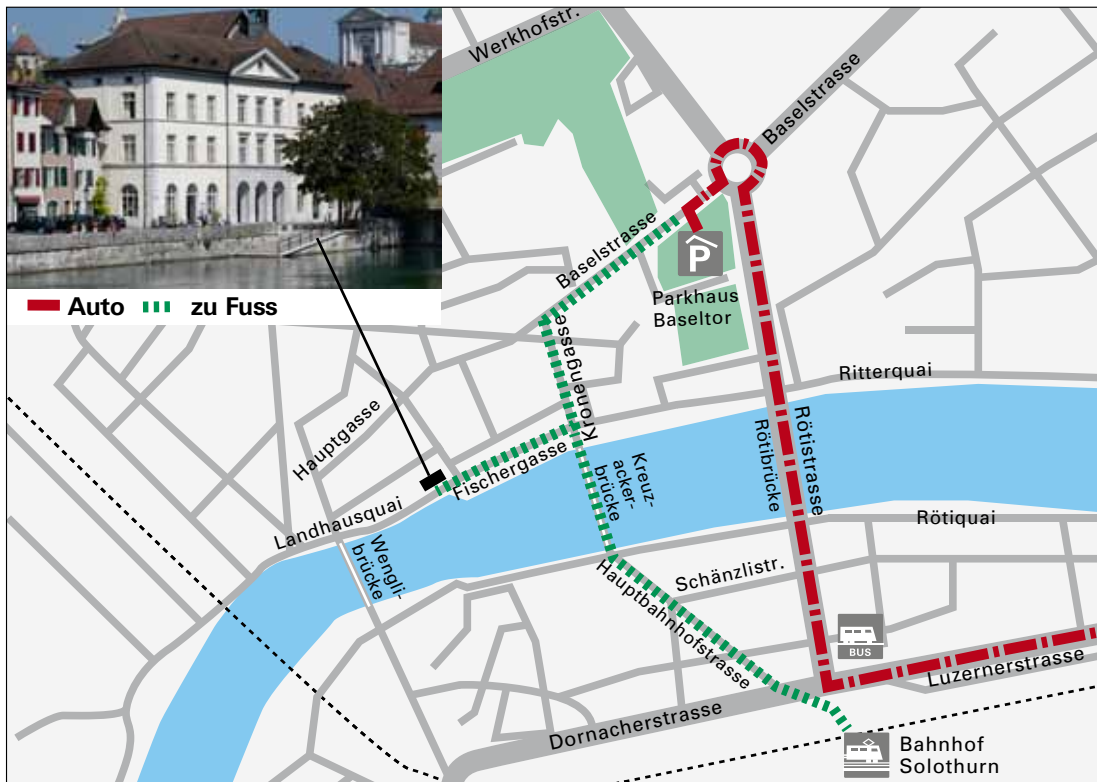 Werkhofstr.
Baselstrasse
Auto
zu Fuss
Baselstrasse
P
Parkhaus
Baseltor
Kronengasse
Ritterquai
Hauptgasse
Fischergasse
Landhausquai
Kreuz-
acker-
brücke
Rötibrücke
Rötistrasse
Rötiquai
Wengli-
brücke
Schänzlistr.
Hauptbahnhofstrasse
BUS
Luzernerstrasse
Dornacherstrasse
Bahnhof
Solothurn